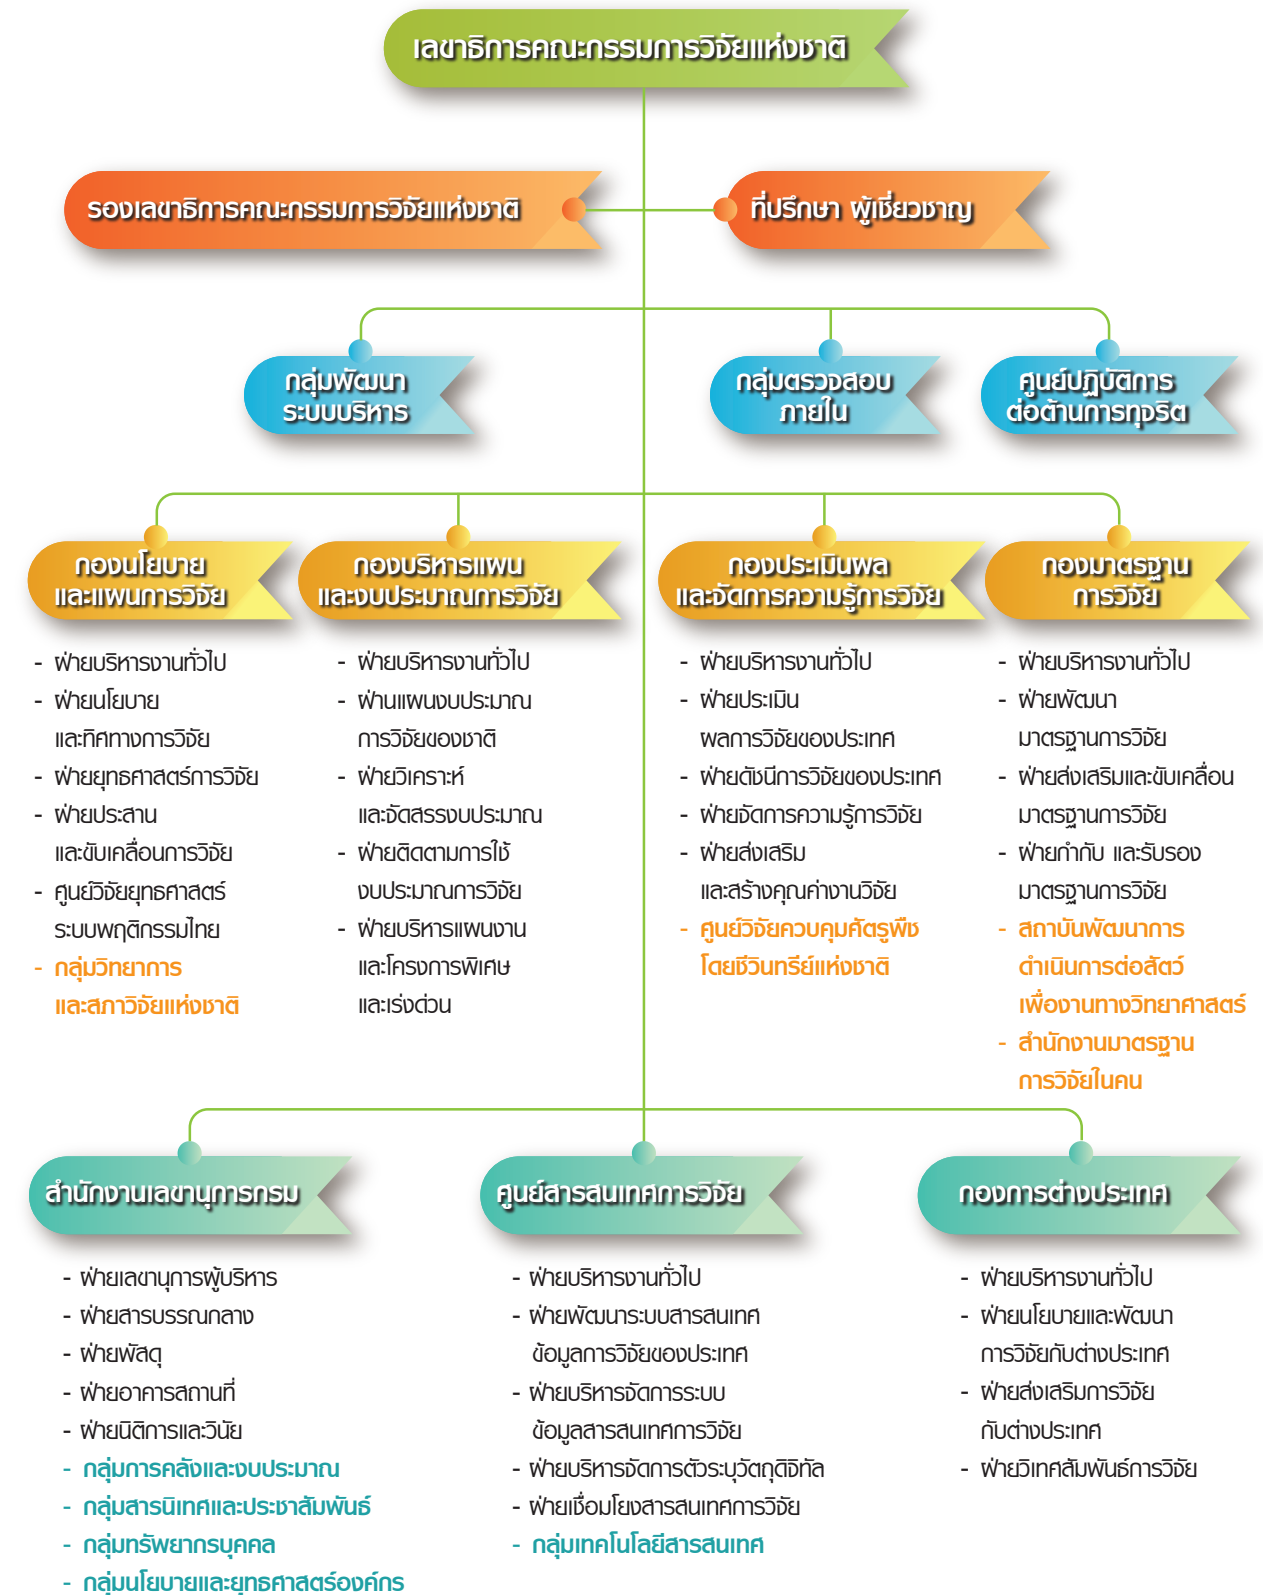 เลขาธิการคณะกรรมการวิจัยแห่งชาติ
รองเลขาธิการคณะกรรมการวิจัยแห่งชาติ
ที่ปรึกษา ผู้เชี่ยวชาญ
กลุ่มพัฒนา
ระบบบริหาร
กลุ่มตรวจสอบ
ภายใน
ศูนย์ปฏิบัติการ
ต่อต้านการทุจริต
กองนโยบาย
และแผนการวิจัย
- ฝ่ายบริหารงานทั่วไป
- ฝ่ายนโยบาย
และทิศทางการวิจัย
- ฝ่ายยุทธศาสตร์การวิจัย
- ฝ่ายประสาน
และขับเคลื่อนการวิจัย
- ศูนย์วิจัยยุทธศาสตร์
ระบบพฤติกรรมไทย
- กลุ่มวิทยาการ
และสภาวิจัยแห่งชาติ
กองบริหารแผน
และงบประมาณการวิจัย
- ฝ่ายบริหารงานทั่วไป
- ฝ่านแผนงบประมาณ
การวิจัยของชาติ
- ฝ่ายวิเคราะห์
และจัดสรรงบประมาณ
- ฝ่ายติดตามการใช้
งบประมาณการวิจัย
- ฝ่ายบริหารแผนงาน
และโครงการพิเศษ
และเร่งด่วน
กองประเมินผล
และจัดการความรู้การวิจัย
- ฝ่ายบริหารงานทั่วไป
- ฝ่ายประเมิน
ผลการวิจัยของประเทศ
- ฝ่ายดัชนีการวิจัยของประเทศ
- ฝ่ายจัดการความรู้การวิจัย
- ฝ่ายส่งเสริม
และสร้างคุณค่างานวิจัย
- ศูนย์วิจัยควบคุมศัตรูพืช
โดยชีวินทรีย์แห่งชาติ
กองมาตรฐาน
การวิจัย
- ฝ่ายบริหารงานทั่วไป
- ฝ่ายพัฒนา
มาตรฐานการวิจัย
- ฝ่ายส่งเสริมและขับเคลื่อน
มาตรฐานการวิจัย
- ฝ่ายกำกับ และรับรอง
มาตรฐานการวิจัย
- สถาบันพัฒนาการ
ดำเนินการต่อสัตว์
เพื่องานทางวิทยาศาสตร์
- สำนักงานมาตรฐาน
การวิจัยในคน
สำนักงานเลขานุการกรม
- ฝ่ายเลขานุการผู้บริหาร
- ฝ่ายสารบรรณกลาง
- ฝ่ายพัสดุ
- ฝ่ายอาคารสถานที่
- ฝ่ายนิติการและวินัย
- กลุ่มการคลังและงบประมาณ
- กลุ่มสารนิเทศและประชาสัมพันธ์
- กลุ่มทรัพยากรบุคคล
- กลุ่มนโยบายและยุทธศาสตร์องค์กร
ศูนย์สารสนเทศการวิจัย
- ฝ่ายบริหารงานทั่วไป
- ฝ่ายพัฒนาระบบสารสนเทศ
ข้อมูลการวิจัยของประเทศ
- ฝ่ายบริหารจัดการระบบ
ข้อมูลสารสนเทศการวิจัย
- ฝ่ายบริหารจัดการตัวระบุวัตถุดิจิทัล
- ฝ่ายเชื่อมโยงสารสนเทศการวิจัย
- กลุ่มเทคโนโลยีสารสนเทศ
กองการต่างประเทศ
- ฝ่ายบริหารงานทั่วไป
- ฝ่ายนโยบายและพัฒนา
การวิจัยกับต่างประเทศ
- ฝ่ายส่งเสริมการวิจัย
กับต่างประเทศ
- ฝ่ายวิเทศสัมพันธ์การวิจัย